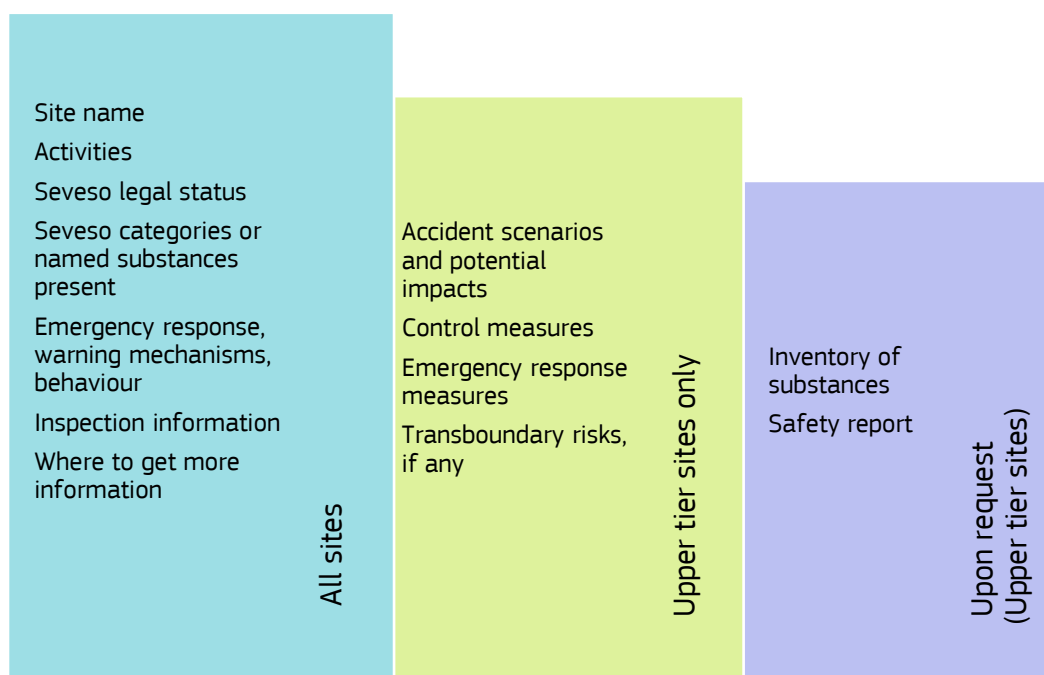 Site name
Activities
Seveso legal status
Seveso categories or
named substances
present
Emergency response,
warning mechanisms,
behaviour
Inspection information
Where to get more
information
All sites
Accident scenarios
and potential
impacts
Control measures
Emergency response
measures
Transboundary risks,
if any
Upper tier sites only
Inventory of
substances
Safety report
Upon request
(Upper tier sites)